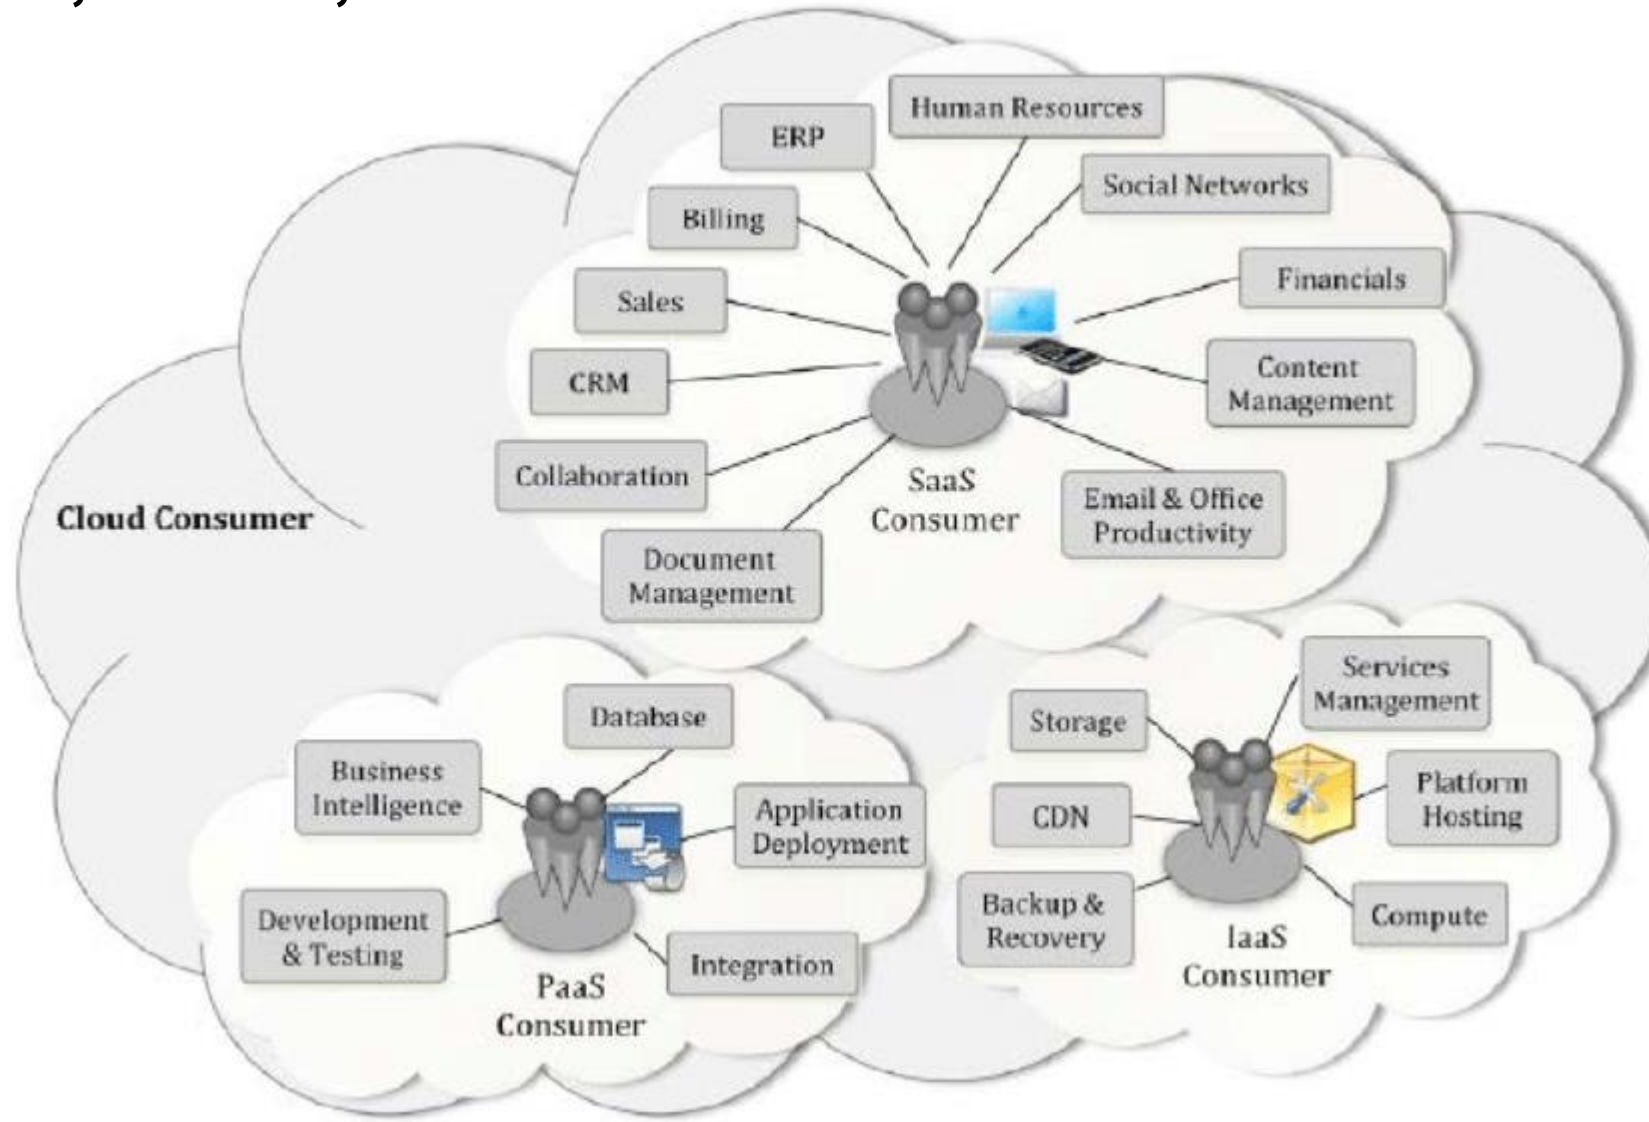 Human Resources
ERP
Social Networks
Billing
Financials
Sales
Content
Management
CRM
Collaboration
SaaS
Consumer
Email & Office
Productivity
Cloud Consumer
Document
Management
Services
Management
Database
Storage
Business
Intelligence
Platform
Hosting
Application
Deployment
CDN
Development
& Testing
Backup &
Recovery
Compute
IaaS
Consumer
Integration
PaaS
Consumer